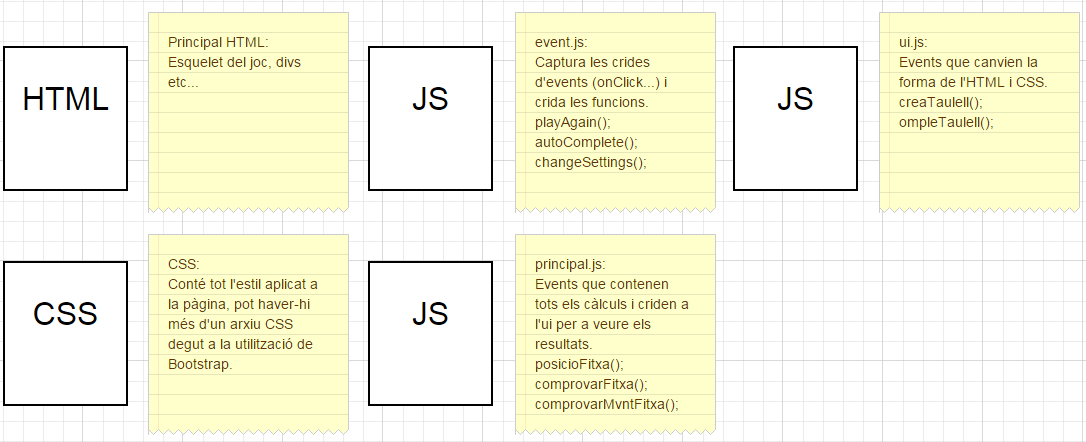 HTML
Principal HTML:
Esquelet del joc, divs
etc...
JS
event.js:
Captura les crides
d'events (onClick...) i
crida les funcions.
playAgain();
autoComplete();
changeSettings();
JS
ui.js:
Events que canvien la
forma de l'HTML i CSS.
creaTaulell();
ompleTaulell();
CSS
CSS:
Conté tot l'estil aplicat a
la pàgina, pot haver-hi
més d'un arxiu CSS
degut a la utilització de
Bootstrap.
JS
principal.js:
Events que contenen
tots els càlculs i criden a
l'ui per a veure els
resultats.
posicioFitxa();
comprovarFitxa();
comprovarMvntFitxa();